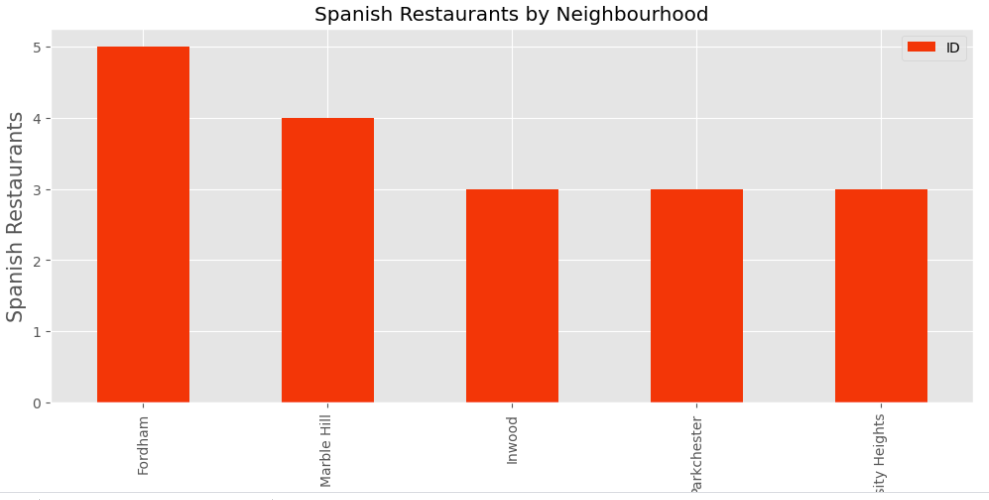 Spanish Restaurants by Neighbourhood
ID
Spanish Restaurants
5
4
3
2
1
0
Fordham
Marble Hill
Inwood
Parkchester
sity Heights